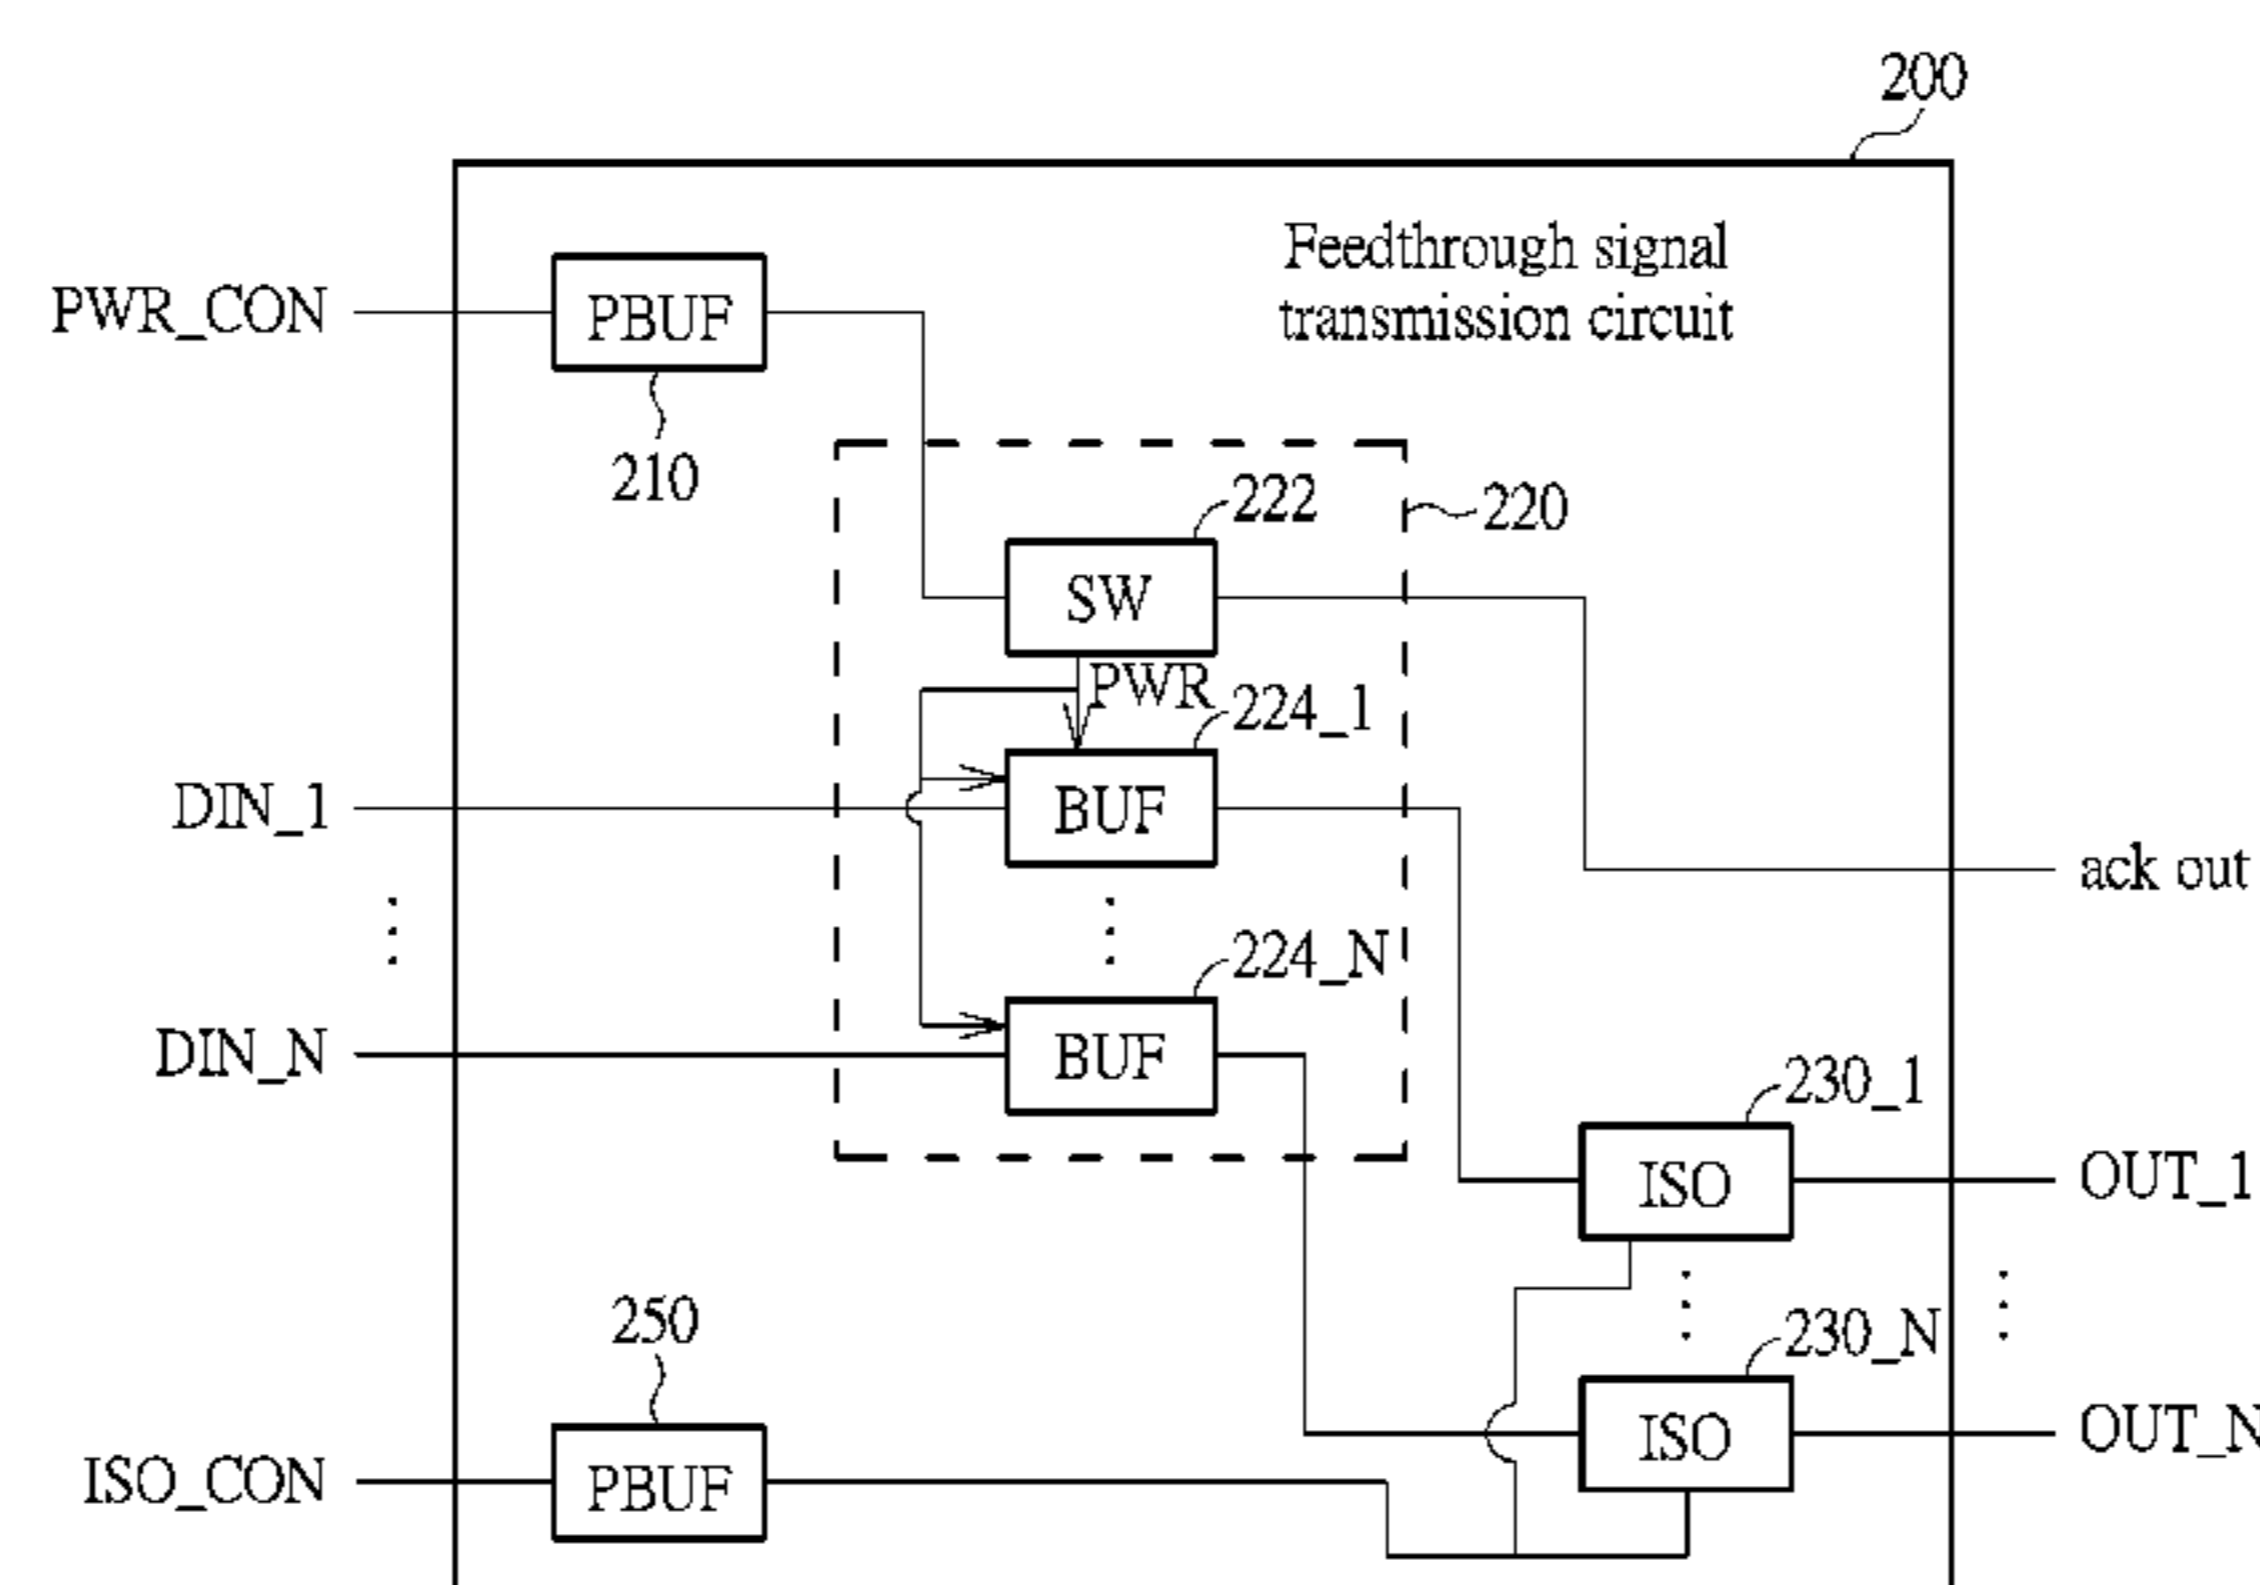 200
Feedthrough signal
transmission circuit
PWR_CON
PBUF
210
222
220
SW
PWR
224_1
DIN_1
BUF
ack out
224_N
DIN_N
BUF
230_1
ISO
OUT_1
250
230_N
ISO_CON
PBUF
ISO
OUT_N